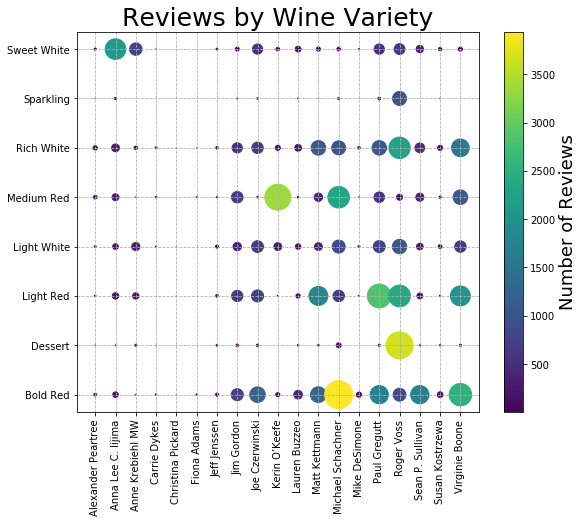 Reviews by Wine Variety
Sweet White
Sparkling
Rich White
Medium Red
Light White
Light Red
Dessert
Bold Red
Alexander Peartree
Anna Lee C. Iijima
Anne Krebiehl MW
Carrie Dykes
Christina Pickard
Fiona Adams
Jeff Jenssen
Jim Gordon
Joe Czerwinski
Kerin O'Keefe
Lauren Buzzeo
Matt Kettmann
Michael Schachner
Mike DeSimone
Paul Gregutt
Roger Voss
Sean P. Sullivan
Susan Kostrzewa
Virginie Boone
3500
3000
2500
2000
1500
1000
500
Number of Reviews